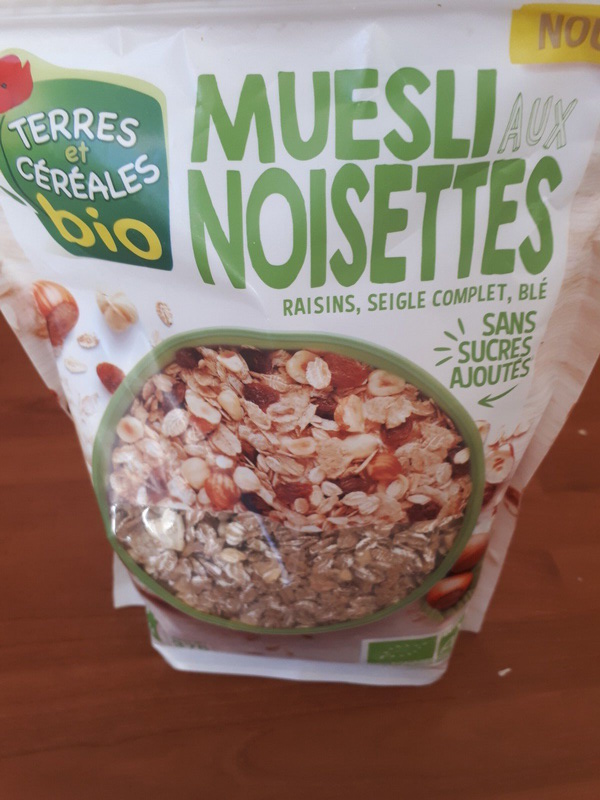 TERRES
et
CÉRÉALES
bio
MUESLI AUX
NOISETTES
RAISINS, SEIGLE COMPLET, BLÉ
SANS
SUCRES
AJOUTÉS